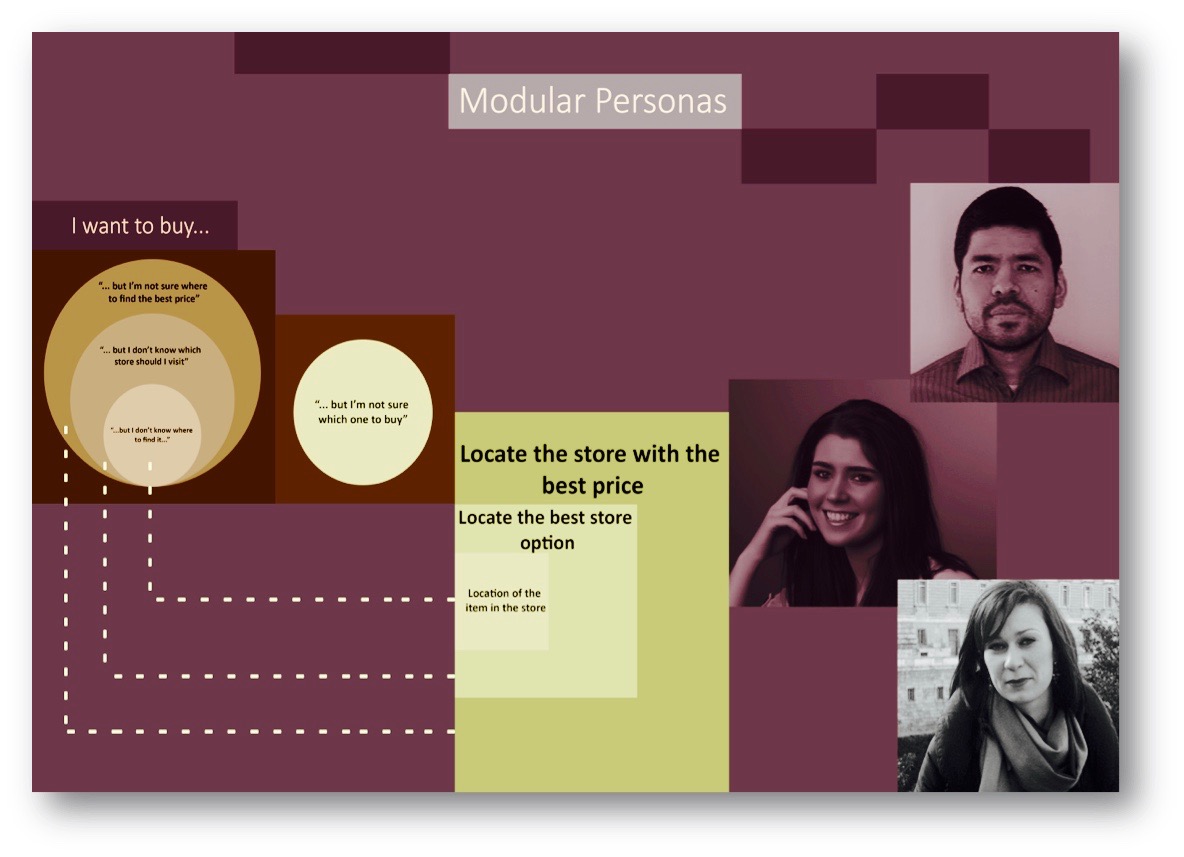 Modular Personas
I want to buy...
“... but I’m not sure where
to find the best price”
“... but I don’t know which
store should I visit”
“...but I don’t know where
to find it...”
“... but I’m not sure
which one to buy”
Locate the store with the
best price
Locate the best store
option
Location of the
item in the store